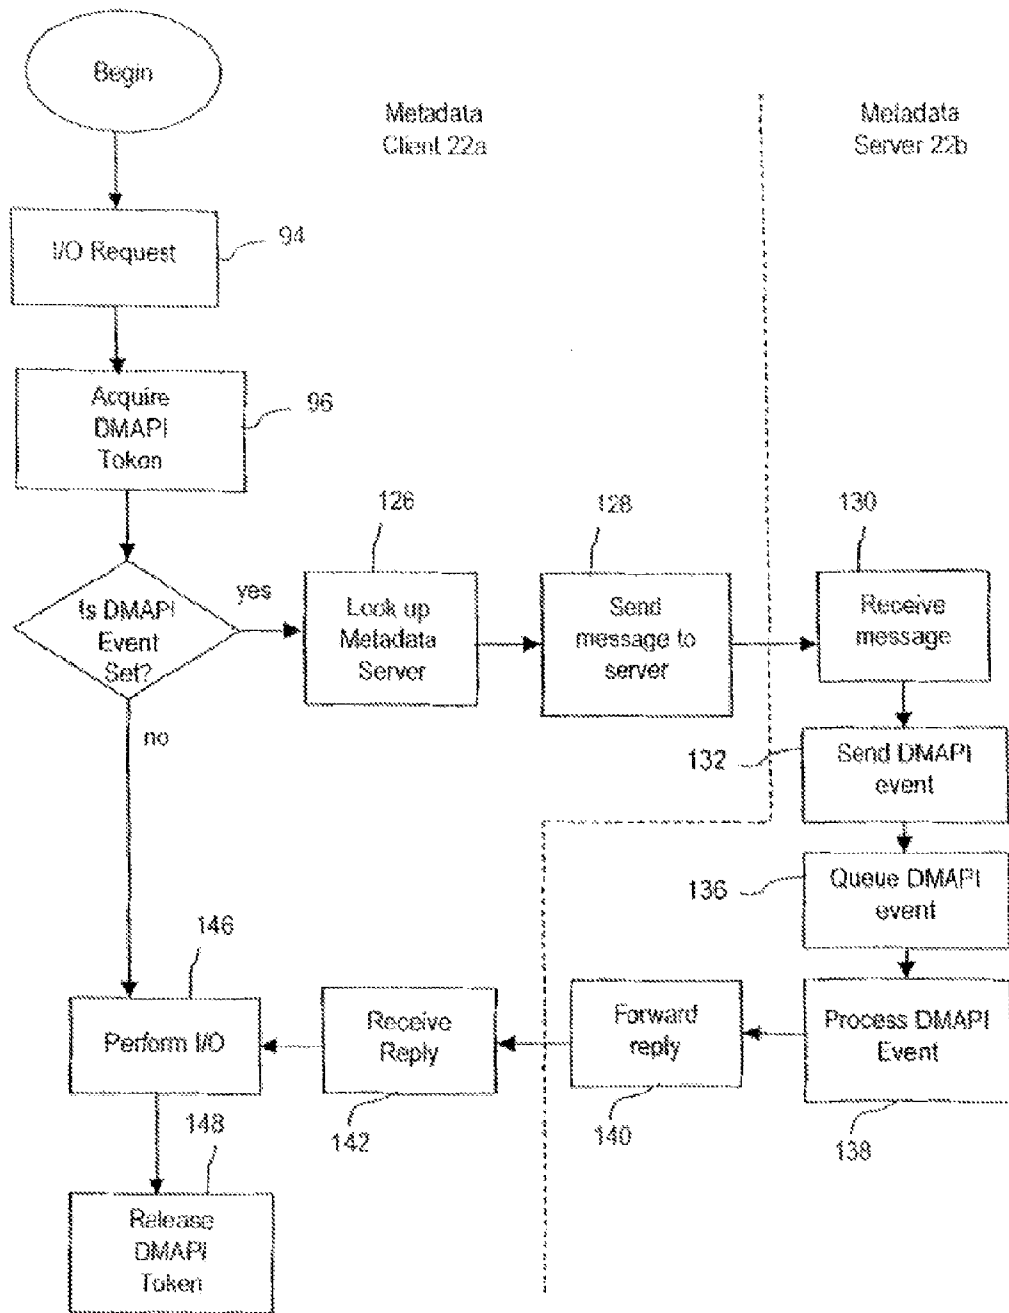 Begin
Metadata
Client 22a
Metadata
Server 22b
I/O Request
94
Acquire
DMAPI
Token
96
Is DMAPI
Event
Set?
yes
no
126
Look up
Metadata
Server
128
Send
message to
server
130
Receive
message
132
Send DMAPI
event
136
Queue DMAPI
event
Process DMAPI
Event
138
Forward
reply
140
Receive
Reply
142
146
Perform I/O
148
Release
DMAPI
Token